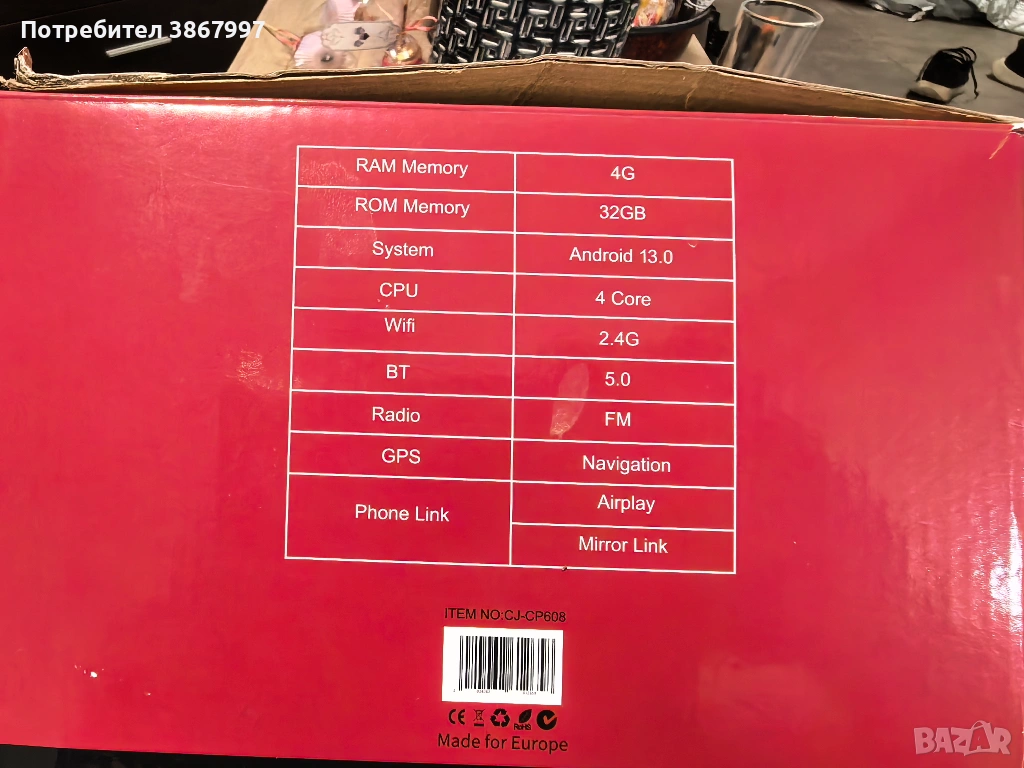 Потребител 3867997
RAM Memory 4G
ROM Memory 32GB
System Android 13.0
CPU 4 Core
Wifi 2.4G
BT 5.0
Radio FM
GPS Navigation
Phone Link Airplay
Mirror Link
ITEM NO:CJ-CP608
CE RoHS
Made for Europe
BAZAR